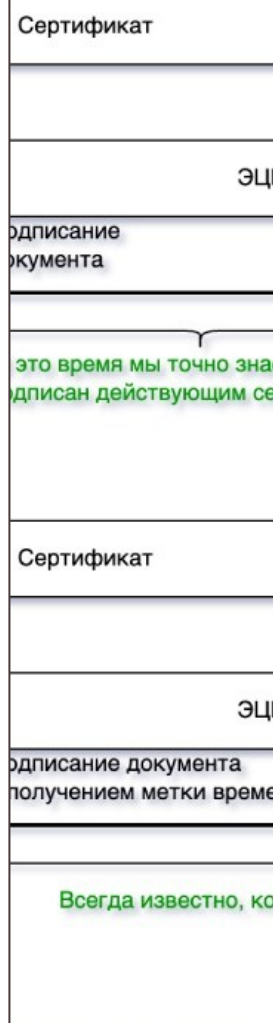 Сертификат
ЭЦ
одписание
окумента
это время мы точно зна
одписан действующим се
Сертификат
ЭЦ
одписание документа
получением метки време
Всегда известно, ко